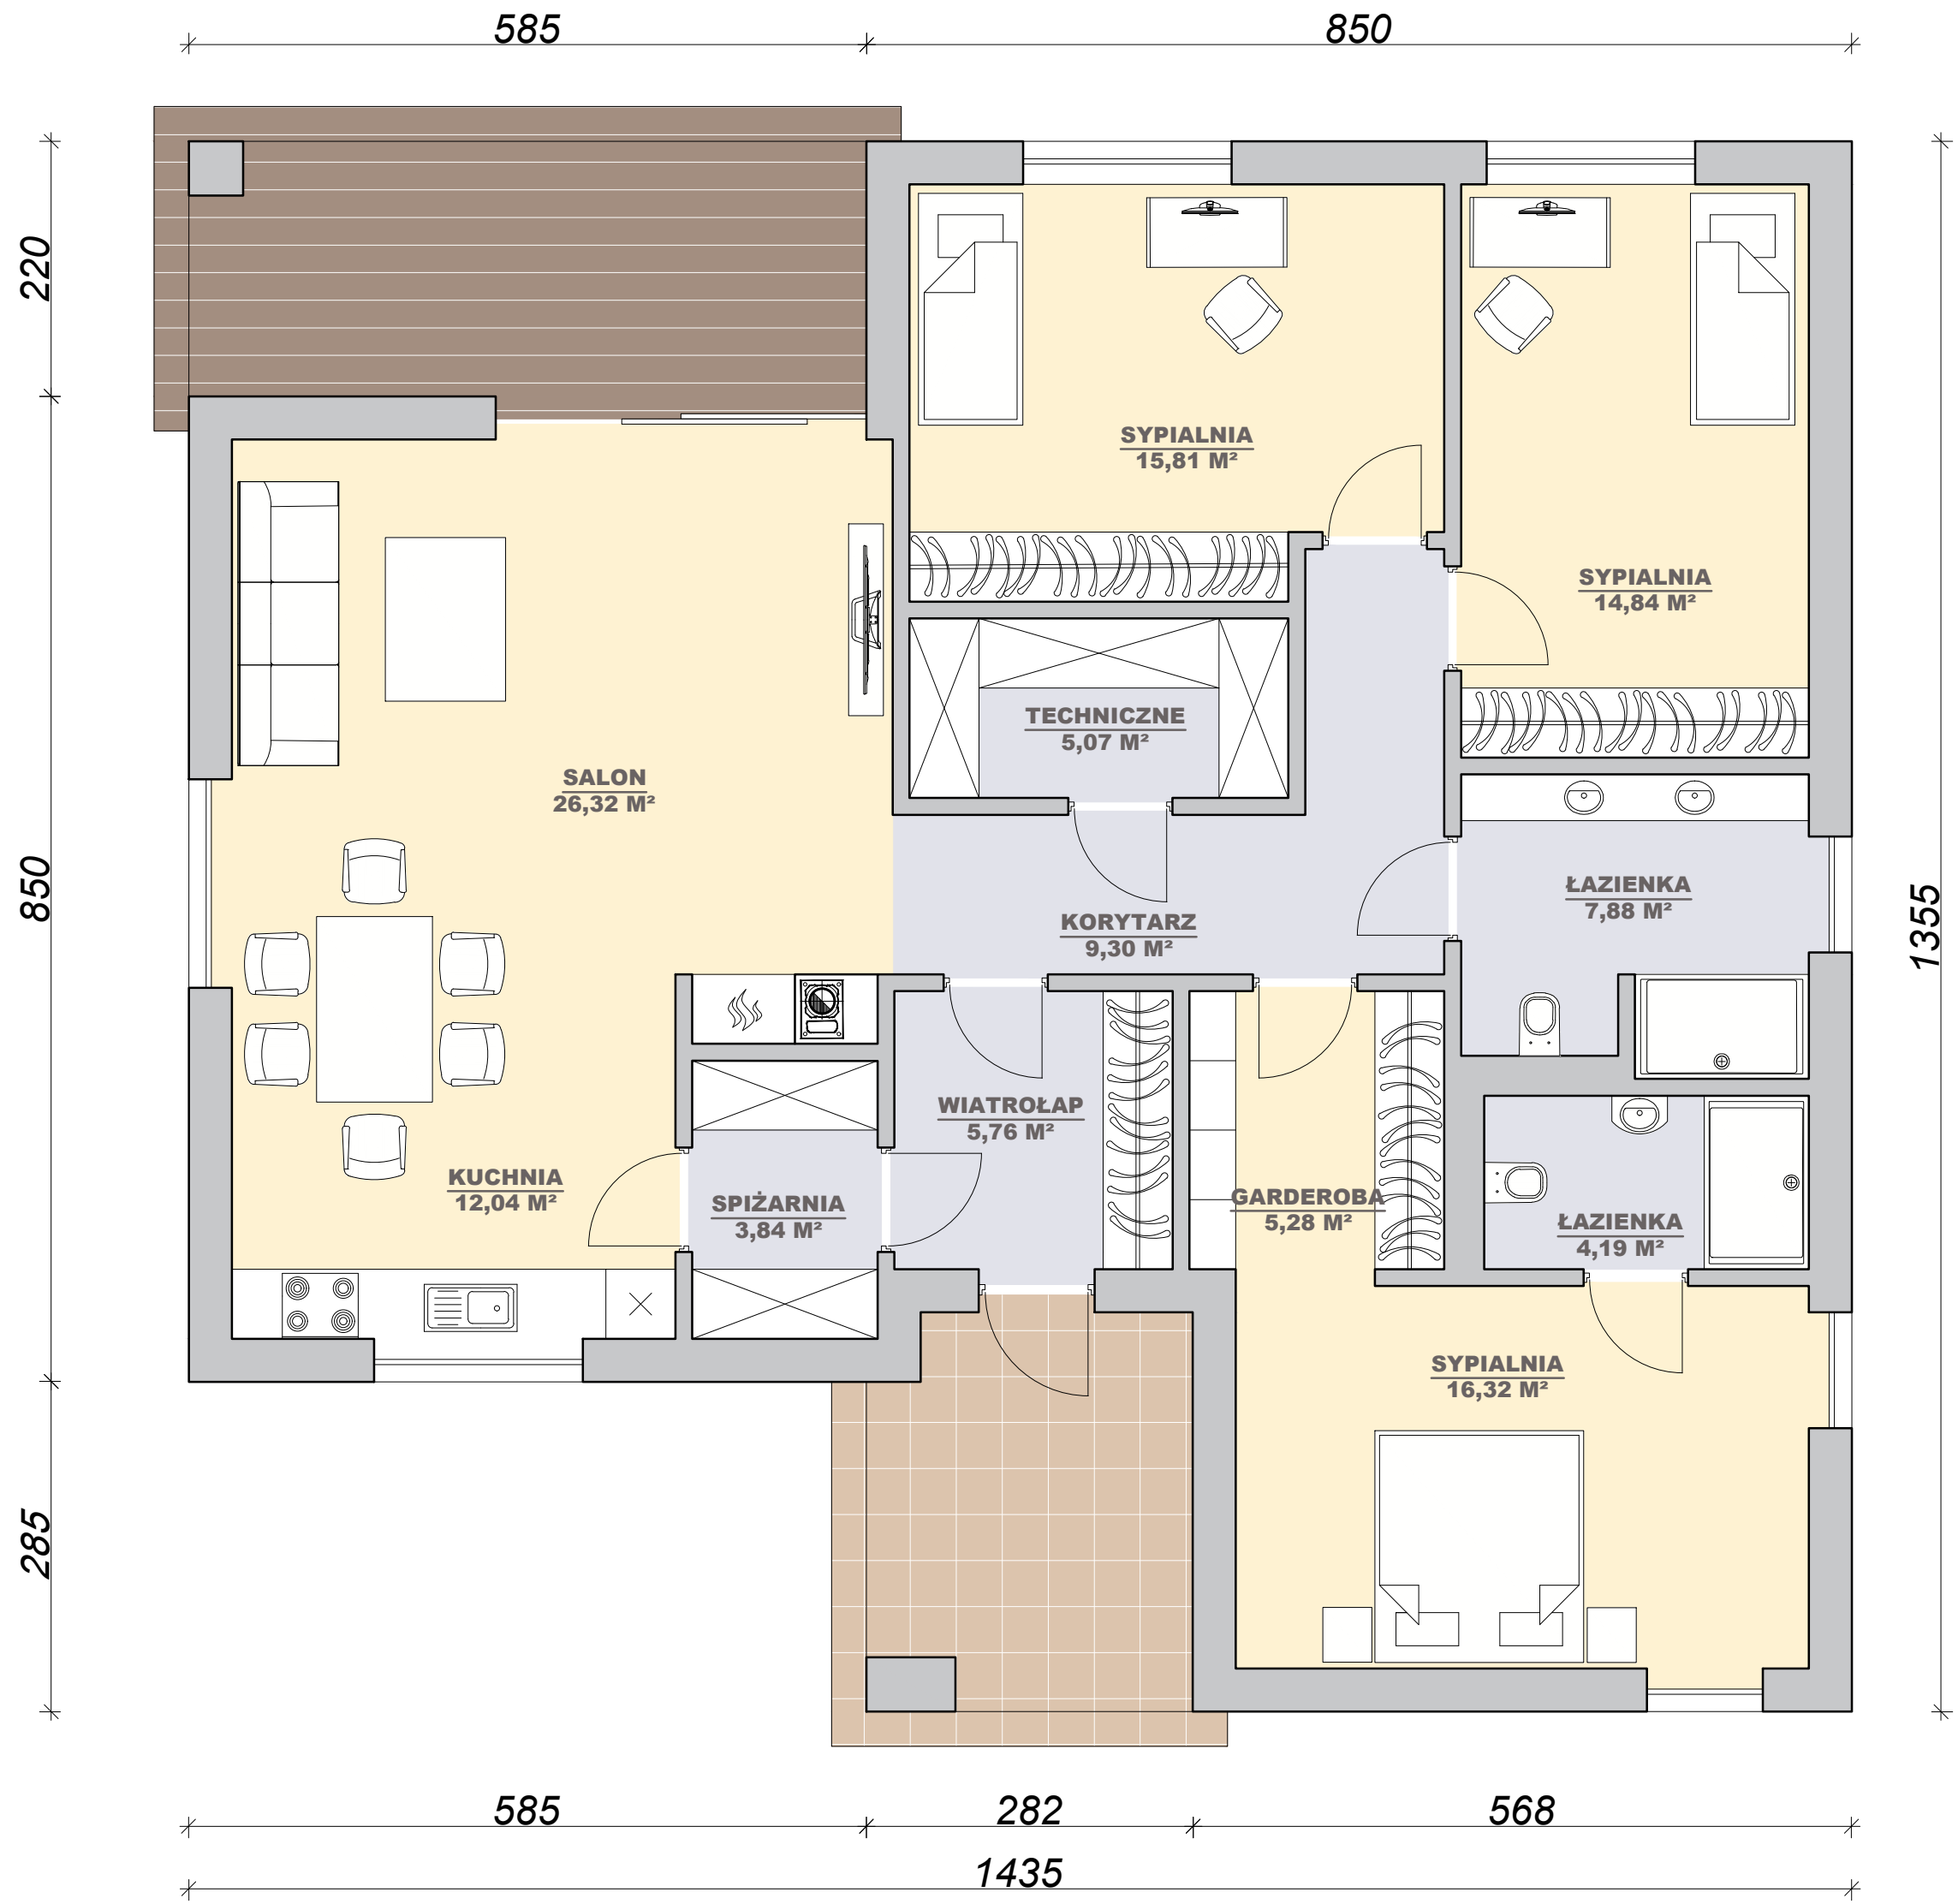 585
850
220
850
285
1355
SYPIALNIA
15,81 M²
SYPIALNIA
14,84 M²
TECHNICZNE
5,07 M²
SALON
26,32 M²
ŁAZIENKA
7,88 M²
KORYTARZ
9,30 M²
WIATROŁAP
5,76 M²
KUCHNIA
12,04 M²
SPIŻARNIA
3,84 M²
GARDEROBA
5,28 M²
ŁAZIENKA
4,19 M²
SYPIALNIA
16,32 M²
585
282
568
1435